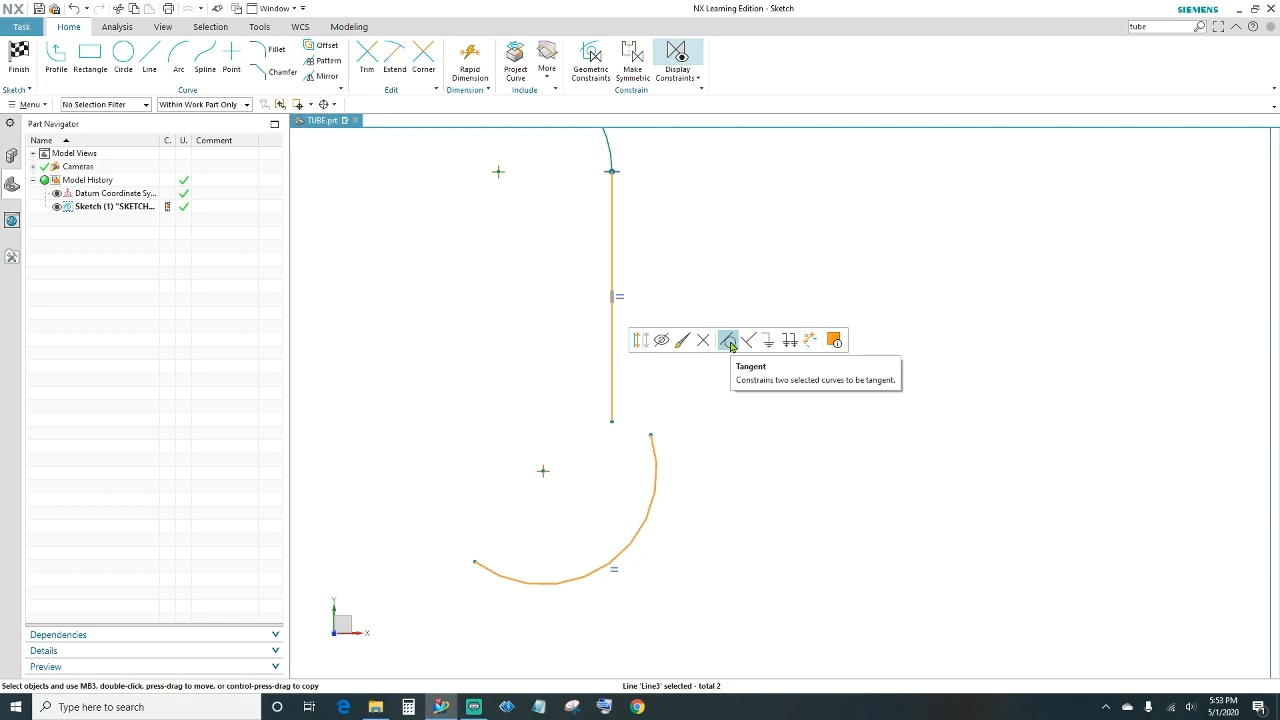 NX
Window
NX Learning Edition - Sketch
SIEMENS
Task
Home
Analysis
View
Selection
Tools
WCS
Modeling
tube
Finish
Profile
Rectangle
Circle
Line
Arc
Spline
Point
Fillet
Chamfer
Offset
Pattern
Mirror
Trim
Extend
Corner
Rapid
Dimension
Project
Curve
More
Geometric
Constraints
Make
Symmetric
Display
Constraints
Sketch
Curve
Edit
Dimension
Include
Constrain
Menu
No Selection Filter
Within Work Part Only
Part Navigator
TUBE.prt
Name
C.
U.
Comment
Model Views
Cameras
Model History
Datum Coordinate Sy...
Sketch (1) "SKETCH...
Tangent
Constrains two selected curves to be tangent.
Y
X
Dependencies
Details
Preview
Select objects and use MB3, double-click, press-drag to move, or control-press-drag to copy
Line 'Line3' selected - total 2
Type here to search
5:53 PM
5/1/2020